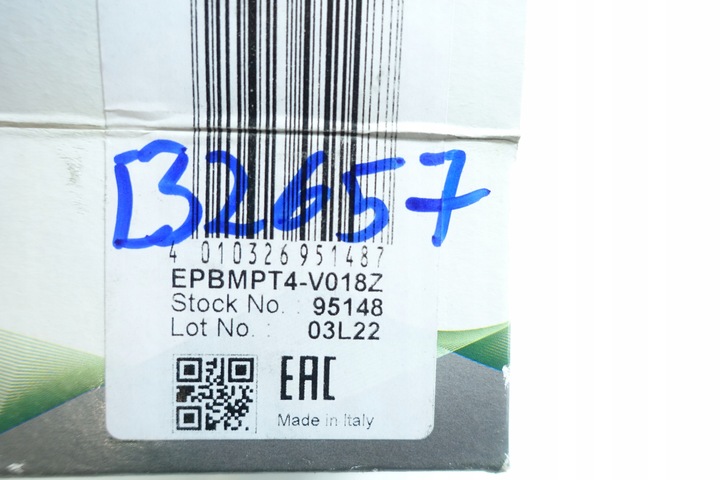 B2657
4 010326 951487
EPBMPT4-V018Z
Stock No. : 95148
Lot No. : 03L22
EAC
Made in Italy